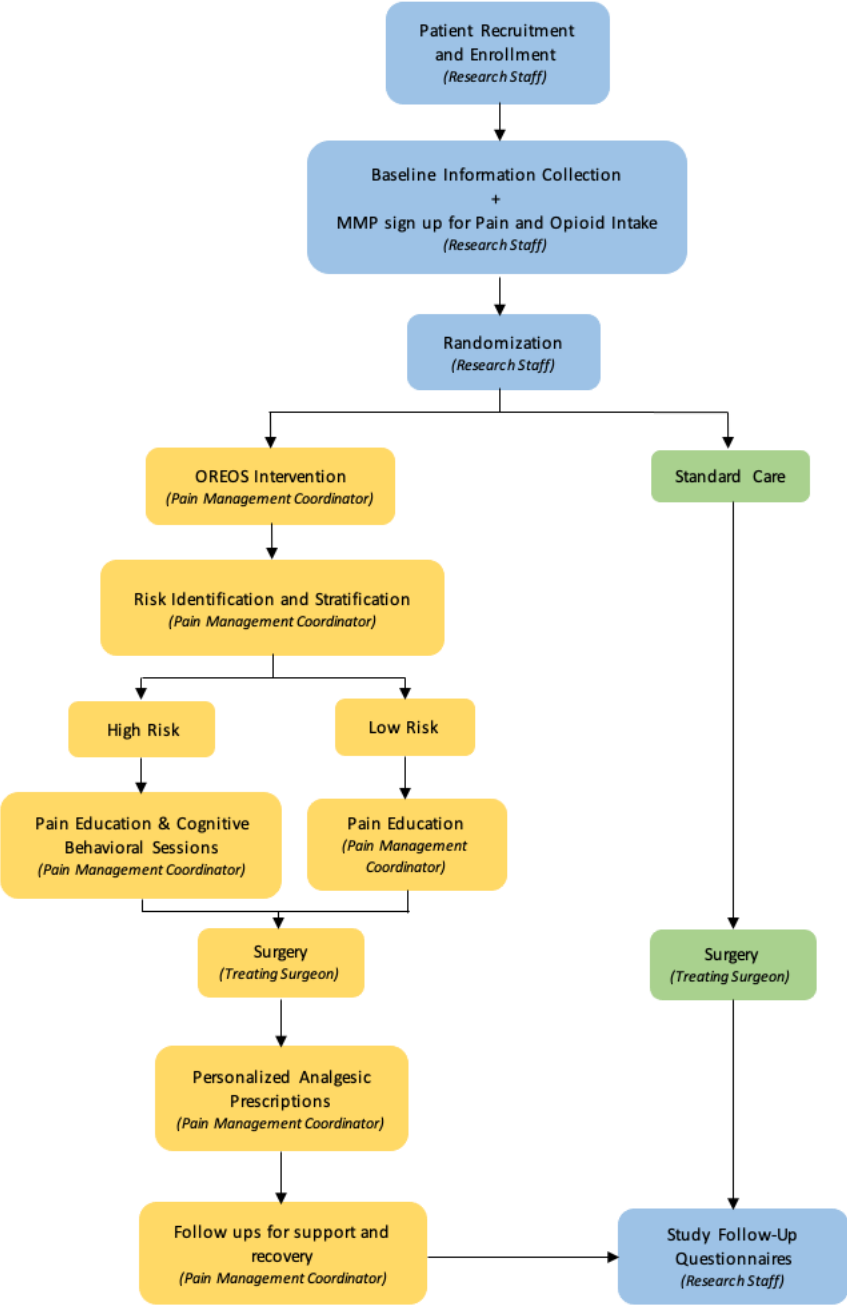 Patient Recruitment
and Enrollment
(Research Staff)
Baseline Information Collection
+
MMP sign up for Pain and Opioid Intake
(Research Staff)
Randomization
(Research Staff)
OREOS Intervention
(Pain Management Coordinator)
Standard Care
Risk Identification and Stratification
(Pain Management Coordinator)
High Risk
Low Risk
Pain Education & Cognitive
Behavioral Sessions
(Pain Management Coordinator)
Pain Education
(Pain Management
Coordinator)
Surgery
(Treating Surgeon)
Surgery
(Treating Surgeon)
Personalized Analgesic
Prescriptions
(Pain Management Coordinator)
Follow ups for support and
recovery
(Pain Management Coordinator)
Study Follow-Up
Questionnaires
(Research Staff)